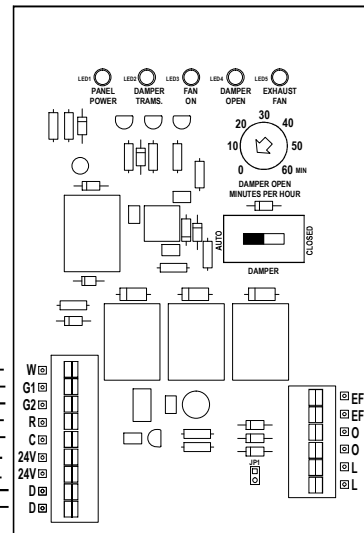 LED1 LED2 LED3 LED4 LED5
PANEL POWER
DAMPER TRAMS.
FAN ON
DAMPER OPEN
EXHAUST FAN
0 10 20 30 40 50 60 MIN
DAMPER OPEN
MINUTES PER HOUR
AUTO
CLOSED
DAMPER
W
G1
G2
R
C
24V
24V
D
D
JP1
EF
EF
O
O
L
L